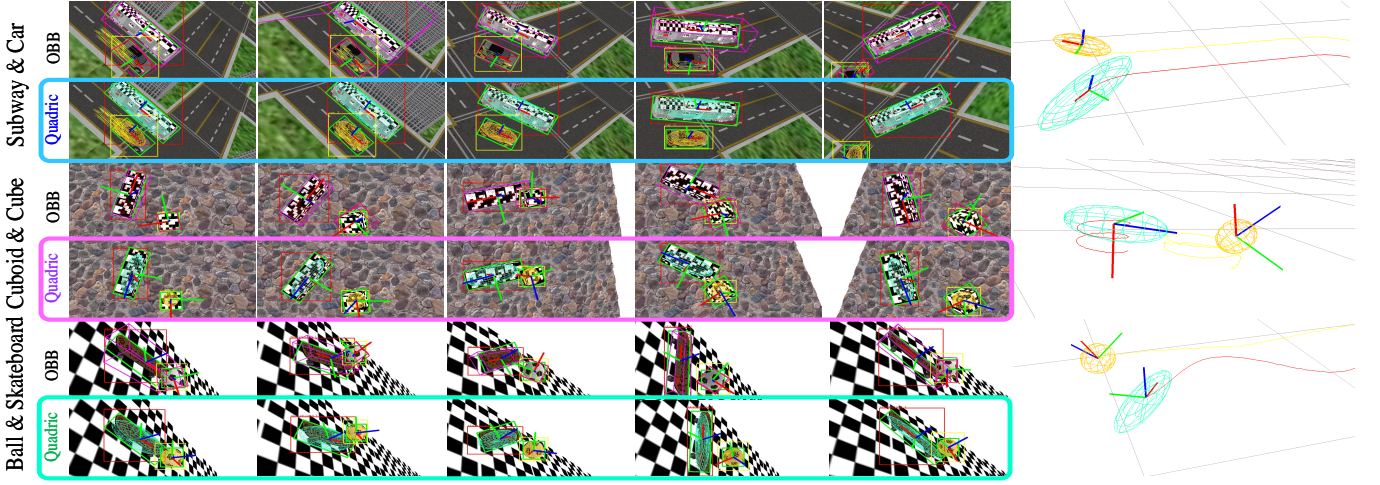 Subway & Car
OBB
Quadric
Cuboid & Cube
OBB
Quadric
Ball & Skateboard
OBB
Quadric